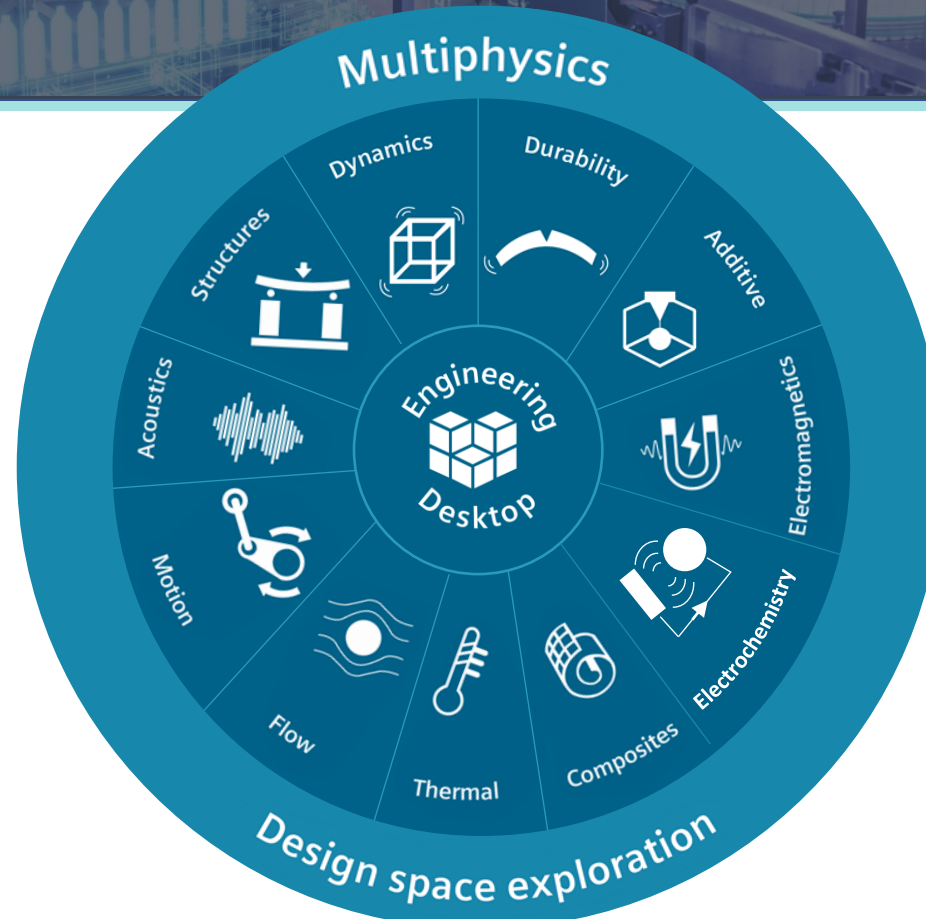 Multiphysics
Dynamics
Durability
Structures
Additive
Acoustics
Electromagnetics
Engineering
Desktop
Motion
Electrochemistry
Flow
Thermal
Composites
Design space exploration